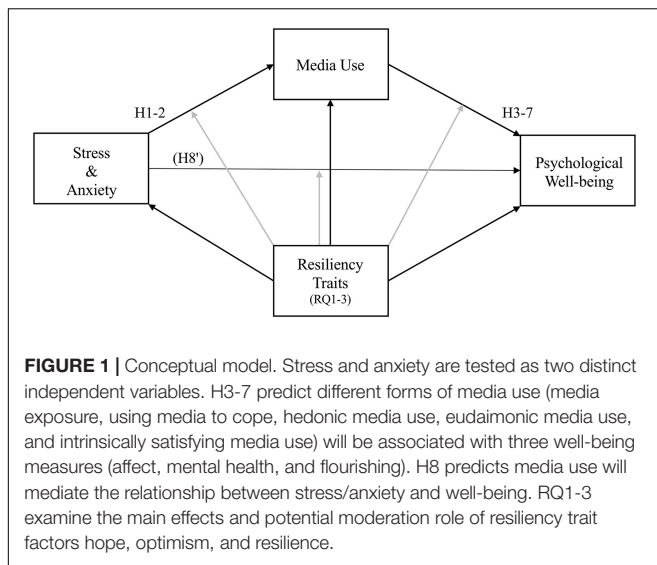 Media Use
H1-2
H3-7
Stress
&
Anxiety
(H8')
Psychological
Well-being
Resiliency
Traits
(RQ1-3)
FIGURE 1 | Conceptual model. Stress and anxiety are tested as two distinct
independent variables. H3-7 predict different forms of media use (media
exposure, using media to cope, hedonic media use, eudaimonic media use,
and intrinsically satisfying media use) will be associated with three well-being
measures (affect, mental health, and flourishing). H8 predicts media use will
mediate the relationship between stress/anxiety and well-being. RQ1-3
examine the main effects and potential moderation role of resiliency trait
factors hope, optimism, and resilience.